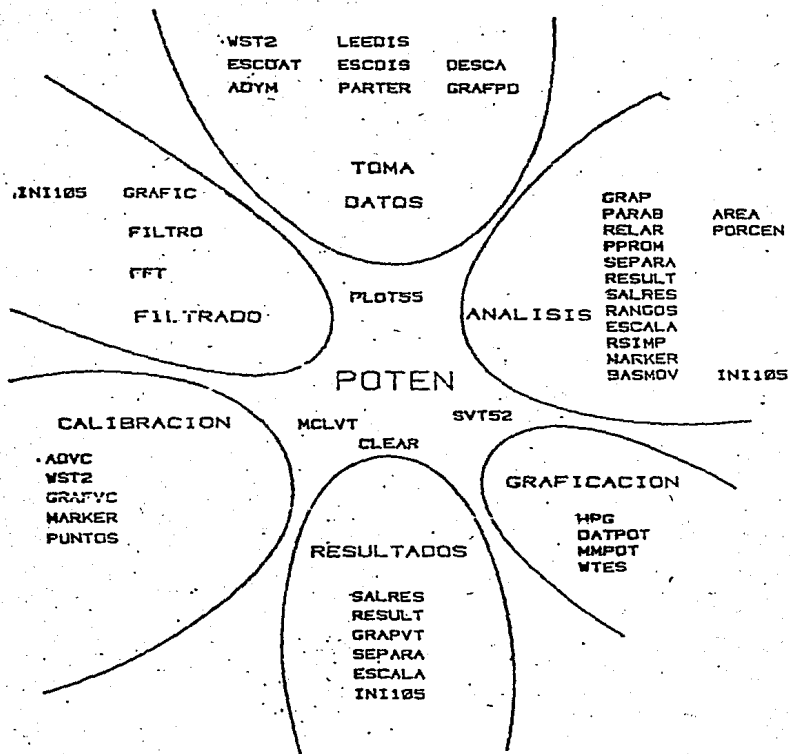 WST2 LEEDIS
ESCDAT ESCDIS DESCA
ADYM PARTER GRAFPD
TOMA
DATOS
INI105 GRAFIC
FILTRO
FFT
FILTRADO
PLOT55
ANALISIS
GRAP
PARAB AREA
RELAR PORCEN
PPROM
SEPARA
RESULT
SALRES
RANGOS
ESCALA
RSIMP
MARKER
BASMOV INI105
POTEN
MCLVT SVT52
CLEAR
CALIBRACION
ADVC
WST2
GRAFVC
MARKER
PUNTOS
GRAFICACION
HPG
DATPOT
MMPOT
WTES
RESULTADOS
SALRES
RESULT
GRAPVT
SEPARA
ESCALA
INI105